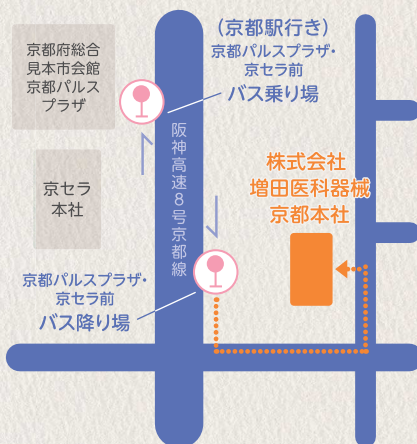 京都府総合
見本市会館
京都パルス
プラザ
(京都駅行き)
京都パルスプラザ・
京セラ前
バス乗り場
京セラ
本社
阪神高速8号京都線
株式会社
増田医科器械
京都本社
京都パルスプラザ・
京セラ前
バス降り場